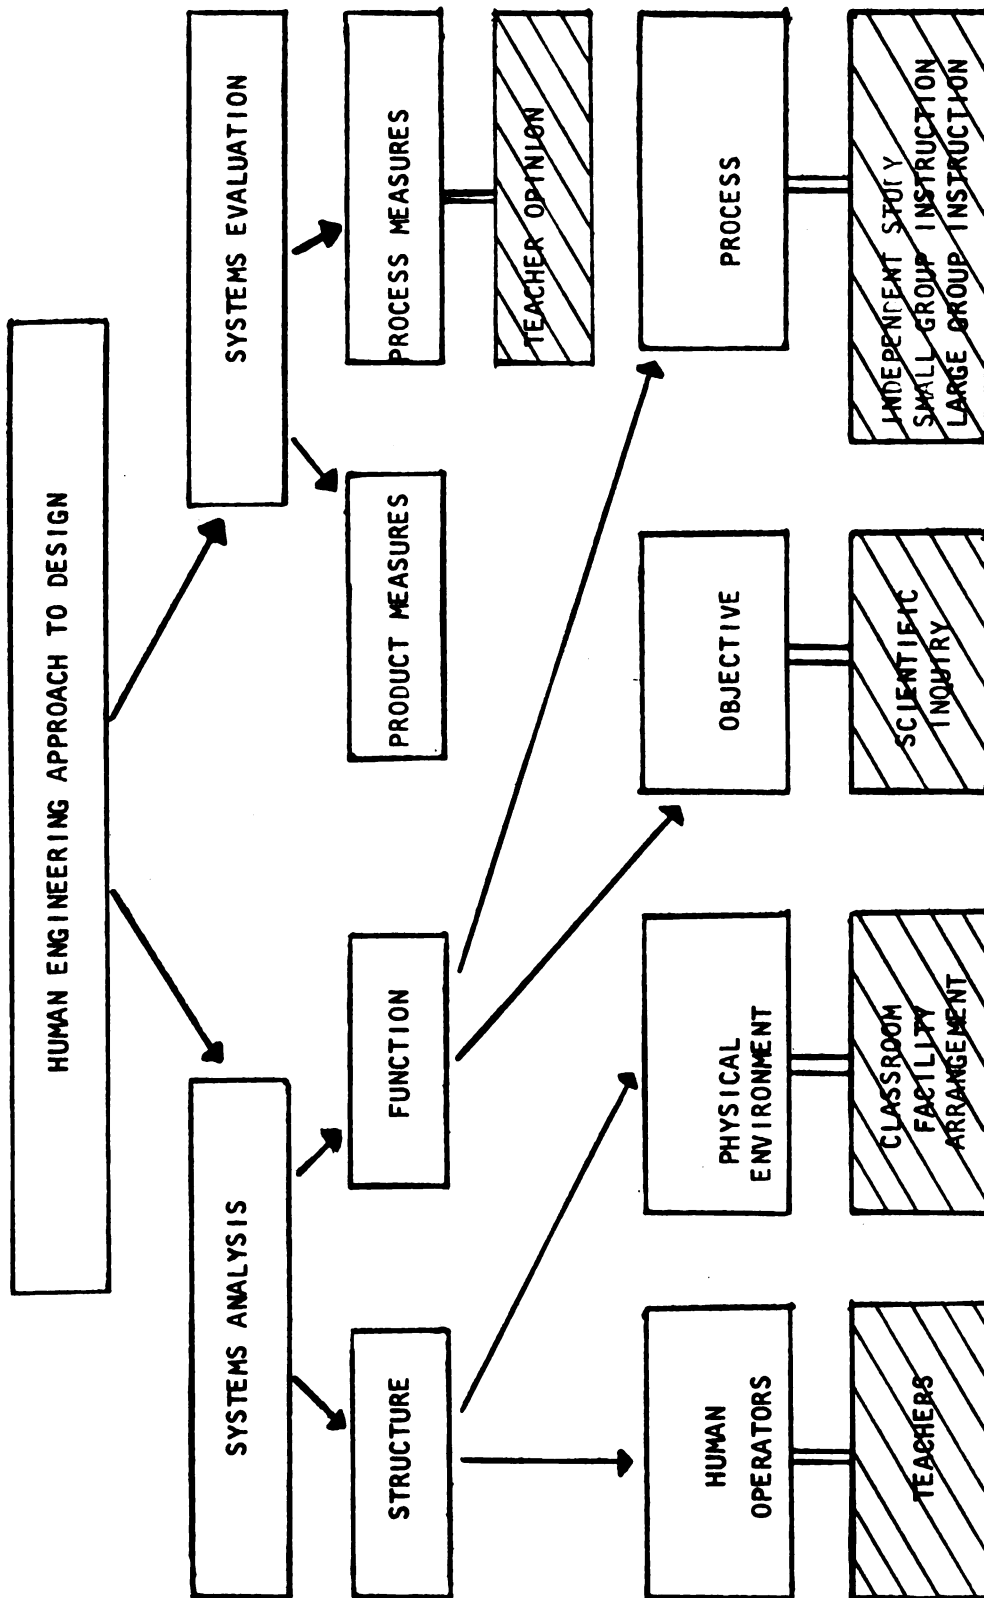 HUMAN ENGINEERING APPROACH TO DESIGN
SYSTEMS ANALYSIS
SYSTEMS EVALUATION
STRUCTURE
FUNCTION
PRODUCT MEASURES
PROCESS MEASURES
TEACHER OPINION
HUMAN
OPERATORS
PHYSICAL
ENVIRONMENT
OBJECTIVE
PROCESS
TEACHERS
CLASSROOM
FACILITY
ARRANGEMENT
SCIENTIFIC
INQUIRY
INDEPENDENT STUDY
SMALL GROUP INSTRUCTION
LARGE GROUP INSTRUCTION